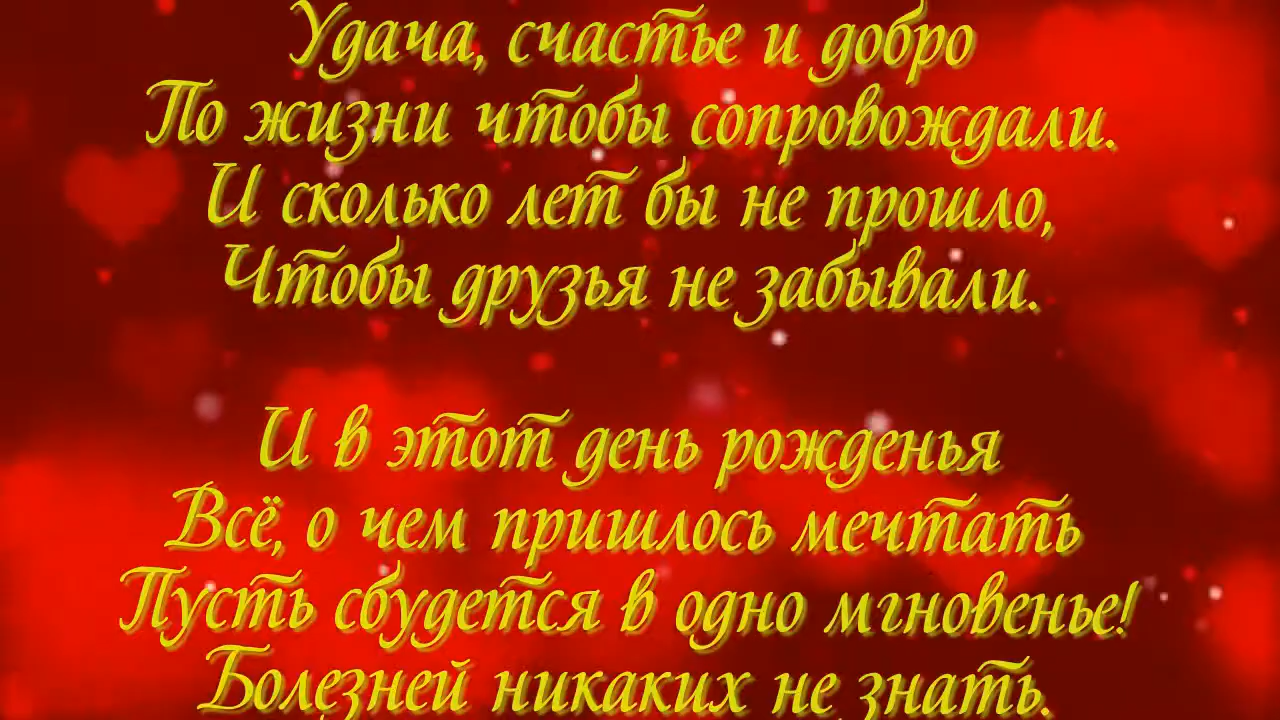 Удача, счастье и добро
По жизни чтобы сопровождали.
И сколько лет бы не прошло,
Чтобы друзья не забывали.
И в этот день рожденья
Всё, о чем пришлось мечтать
Пусть сбудется в одно мгновенье!
Болезней никаких не знать.